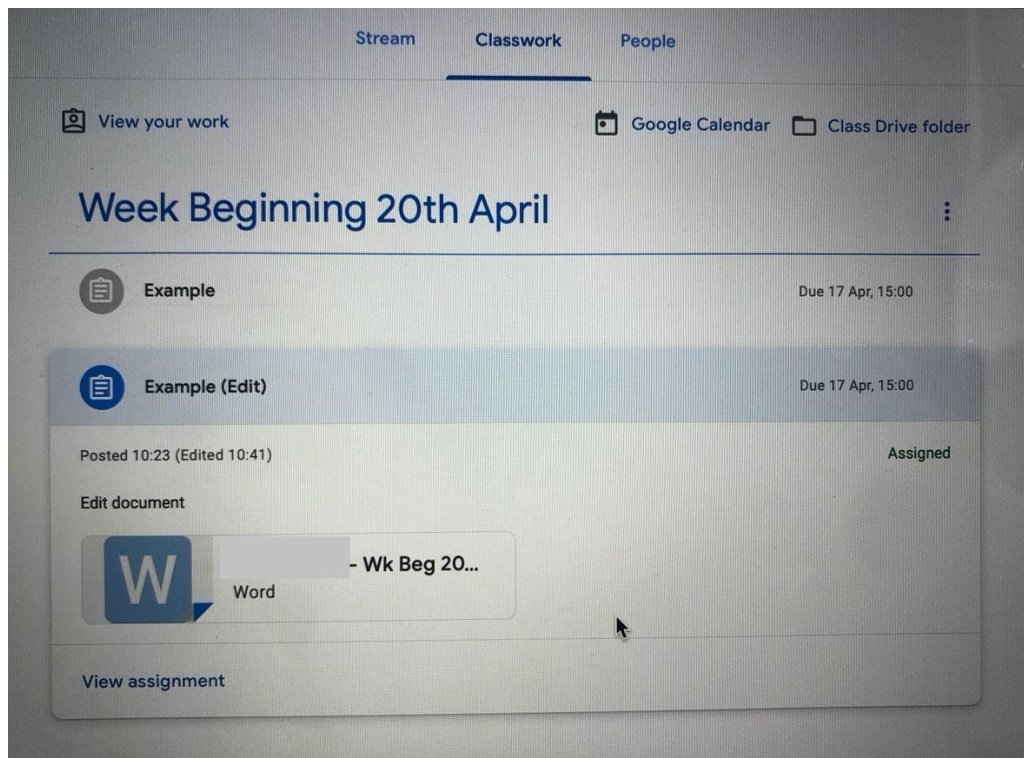 Stream Classwork People
View your work Google Calendar Class Drive folder
Week Beginning 20th April
Example Due 17 Apr, 15:00
Example (Edit) Due 17 Apr, 15:00
Posted 10:23 (Edited 10:41) Assigned
Edit document
W
- Wk Beg 20...
Word
View assignment